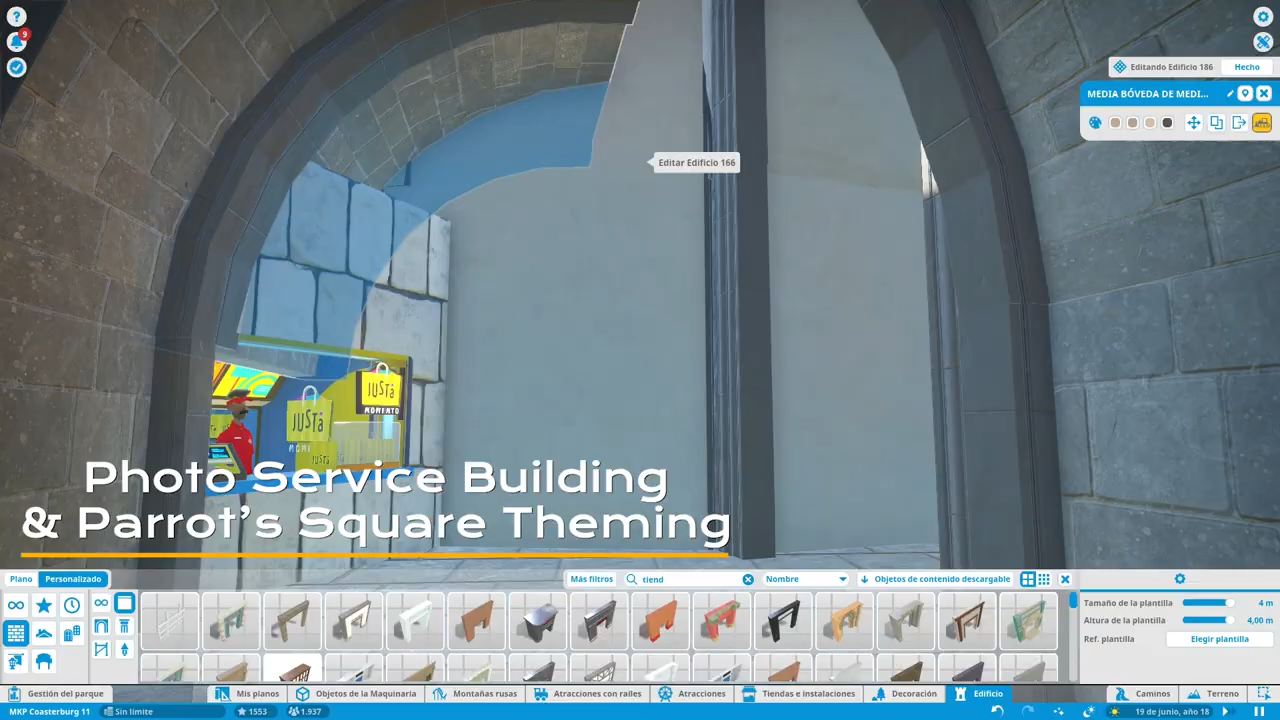 9
Editando Edificio 186
Hecho
MEDIA BÓVEDA DE MEDI...
Editar Edificio 166
JUSTá
MOMENTO
JUSTá
JUSTá
Photo Service Building
& Parrot's Square Theming
Plano
Personalizado
Más filtros
tiend
Nombre
Objetos de contenido descargable
Tamaño de la plantilla
4 m
Altura de la plantilla
4,00 m
Ref. plantilla
Elegir plantilla
Gestión del parque
Mis planos
Objetos de la Maquinaria
Montañas rusas
Atracciones con raíles
Atracciones
Tiendas e instalaciones
Decoración
Edificio
Caminos
Terreno
MKP Coasterburg 11
Sin límite
1553
1.937
19 de junio, año 18